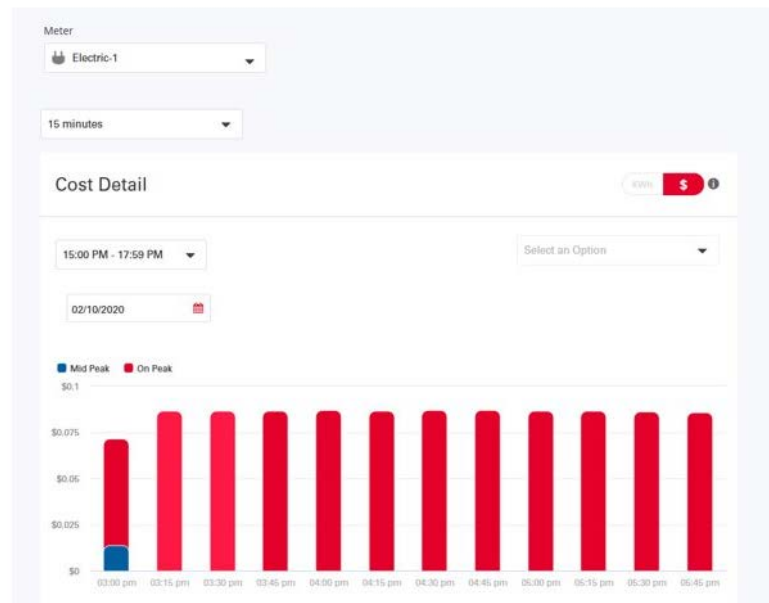 Meter
Electric-1
15 minutes
Cost Detail
KWh $
15:00 PM - 17:59 PM
Select an Option
02/10/2020
Mid Peak On Peak
$0.1
$0.075
$0.05
$0.025
$0
03:00 pm 03:15 pm 03:30 pm 03:45 pm 04:00 pm 04:15 pm 04:30 pm 04:45 pm 05:00 pm 05:15 pm 05:30 pm 05:45 pm